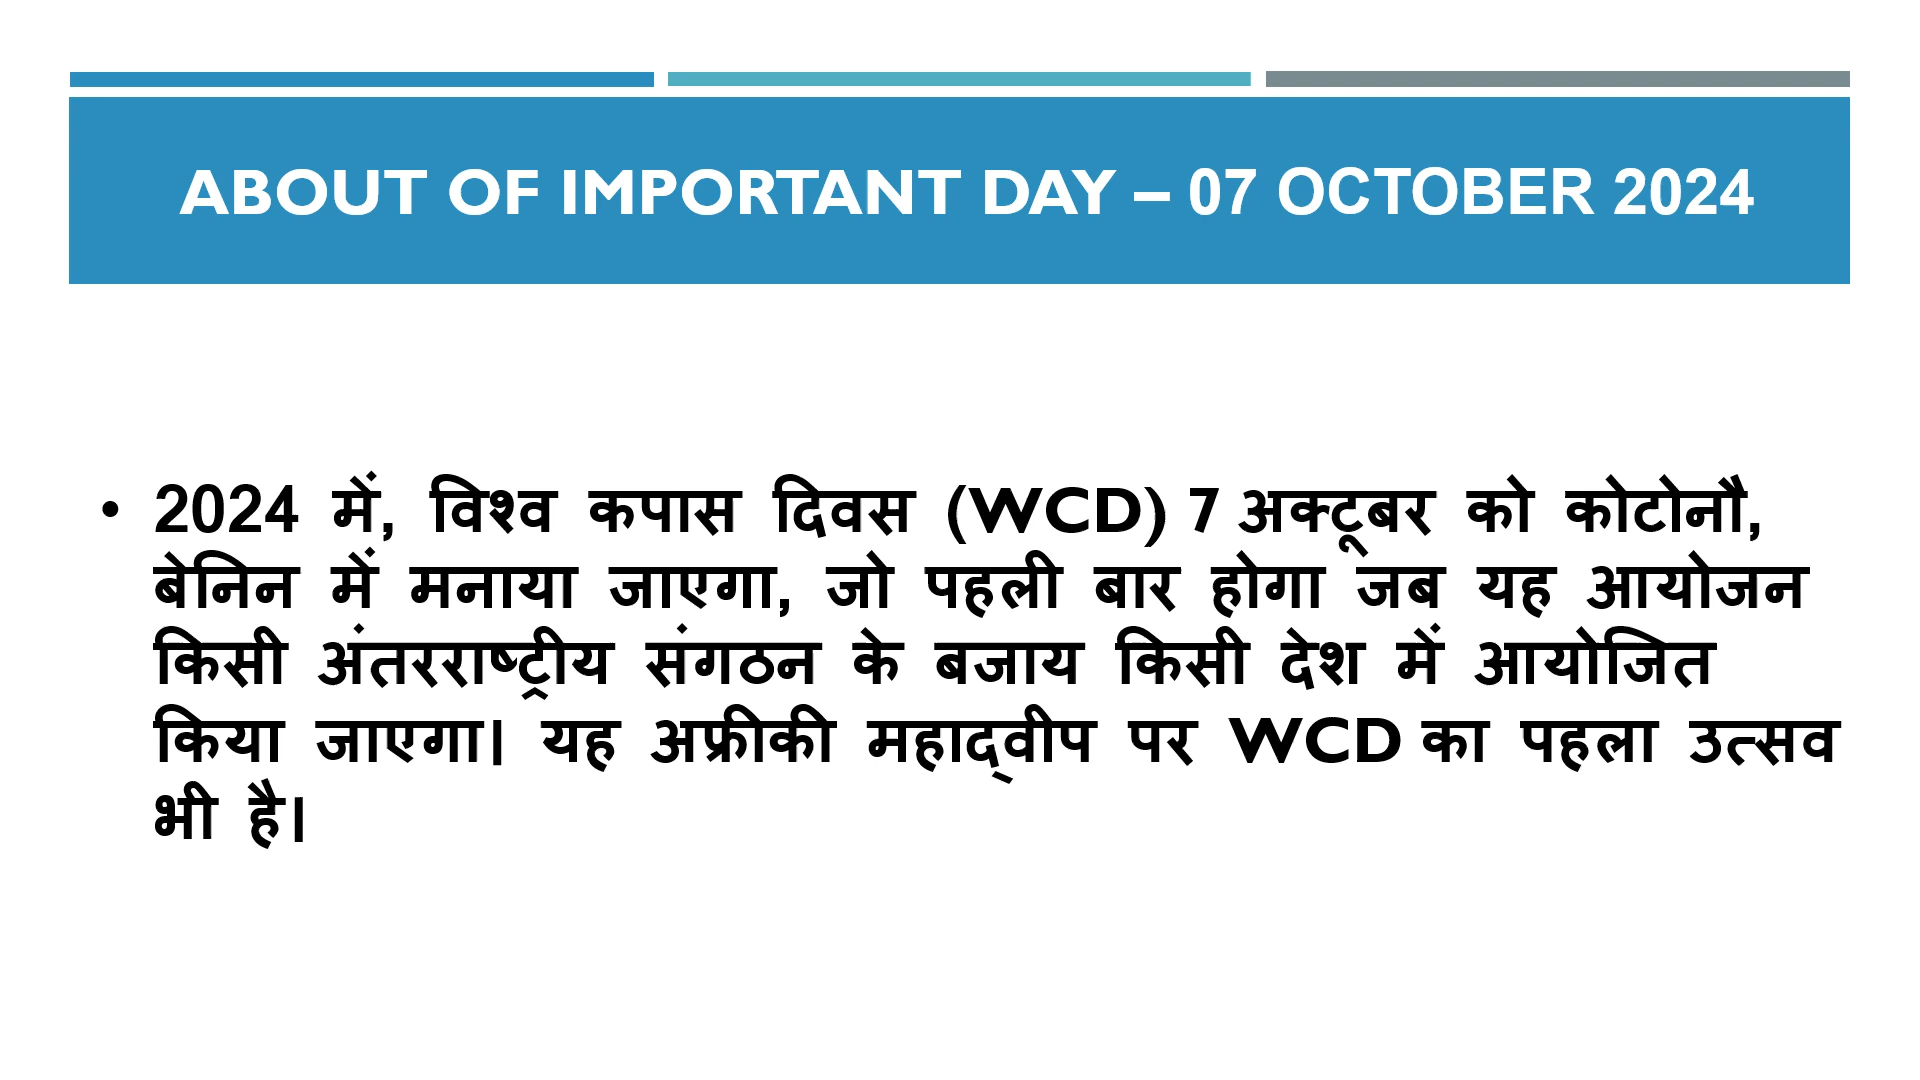 ABOUT OF IMPORTANT DAY – 07 OCTOBER 2024
• 2024 में, विश्व कपास दिवस (WCD) 7 अक्टूबर को कोटोनौ,
बेनिन में मनाया जाएगा, जो पहली बार होगा जब यह आयोजन
किसी अंतरराष्ट्रीय संगठन के बजाय किसी देश में आयोजित
किया जाएगा। यह अफ्रीकी महाद्वीप पर WCD का पहला उत्सव
भी है।